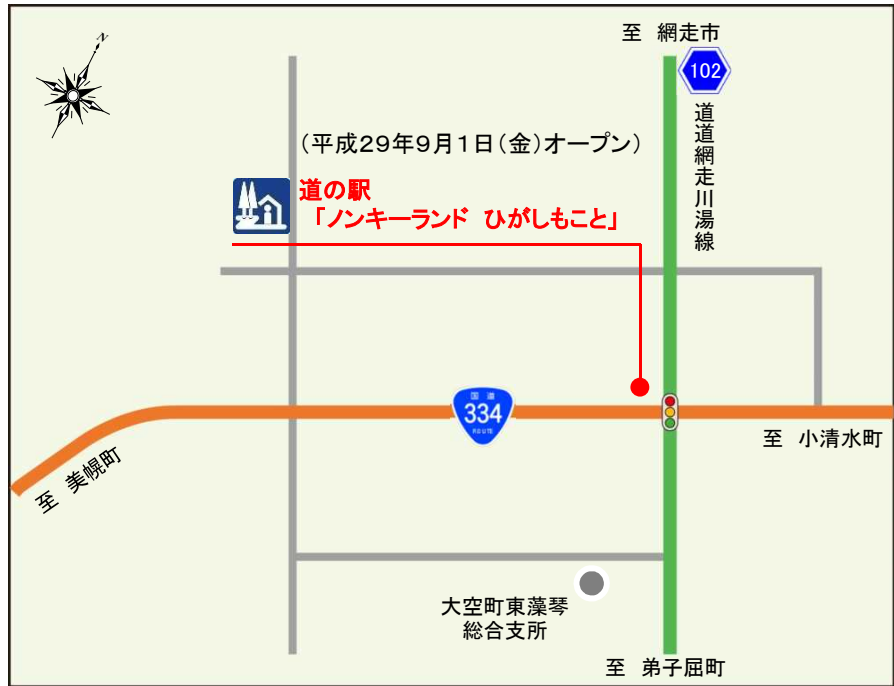 N
至 網走市
102
道道網走川湯線
(平成29年9月1日(金)オープン)
道の駅
「ノンキーランド ひがしもこと」
国道
334
ROUTE
至 小清水町
至 美幌町
大空町東藻琴
総合支所
至 弟子屈町